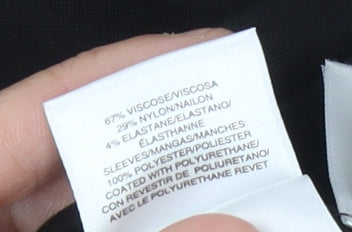 67% VISCOSE/VISCOSA
29% NYLON/NAILON
4% ELASTANE/ELASTANO/
ÉLASTHANNE
SLEEVES/MANGAS/MANCHES:
100% POLYESTER/POLIESTER
COATED WITH POLYURETHANE/
CON REVESTIR DE POLIURETANO/
AVEC LE POLYURETHANE REVET